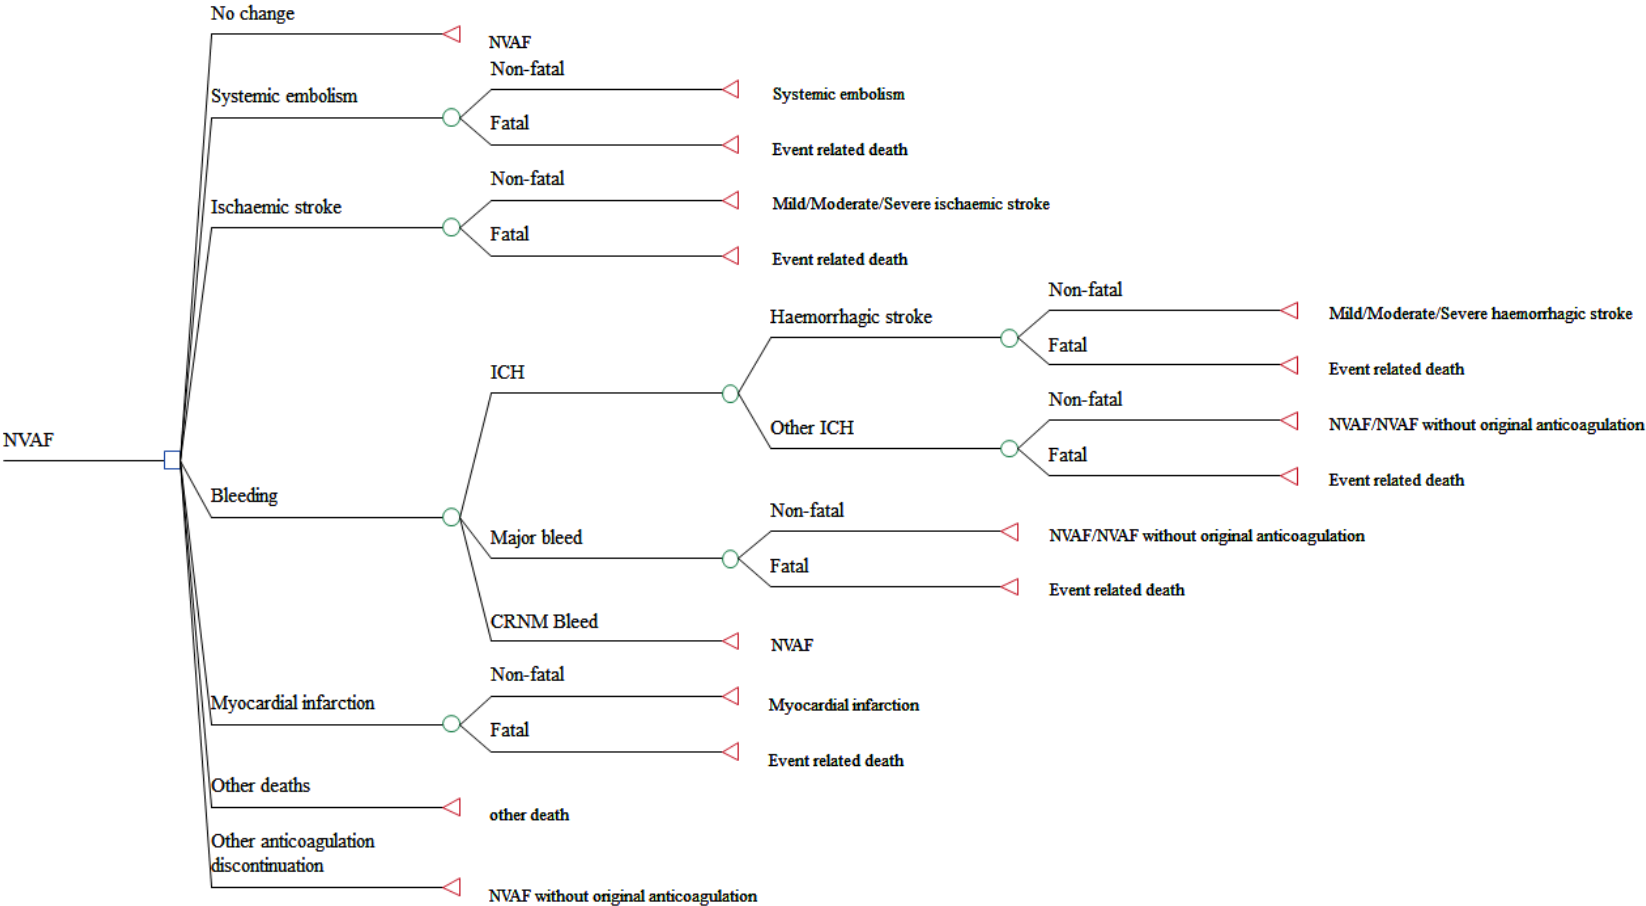 No change
NVAF
Non-fatal
Systemic embolism
Systemic embolism
Fatal
Event related death
Non-fatal
Ischaemic stroke
Mild/Moderate/Severe ischaemic stroke
Fatal
Event related death
Non-fatal
Haemorrhagic stroke
Mild/Moderate/Severe haemorrhagic stroke
Fatal
ICH
Event related death
Non-fatal
Other ICH
NVAF/NVAF without original anticoagulation
NVAF
Fatal
Event related death
Bleeding
Non-fatal
Major bleed
NVAF/NVAF without original anticoagulation
Fatal
Event related death
CRNM Bleed
NVAF
Non-fatal
Myocardial infarction
Myocardial infarction
Fatal
Event related death
Other deaths
other death
Other anticoagulation
discontinuation
NVAF without original anticoagulation